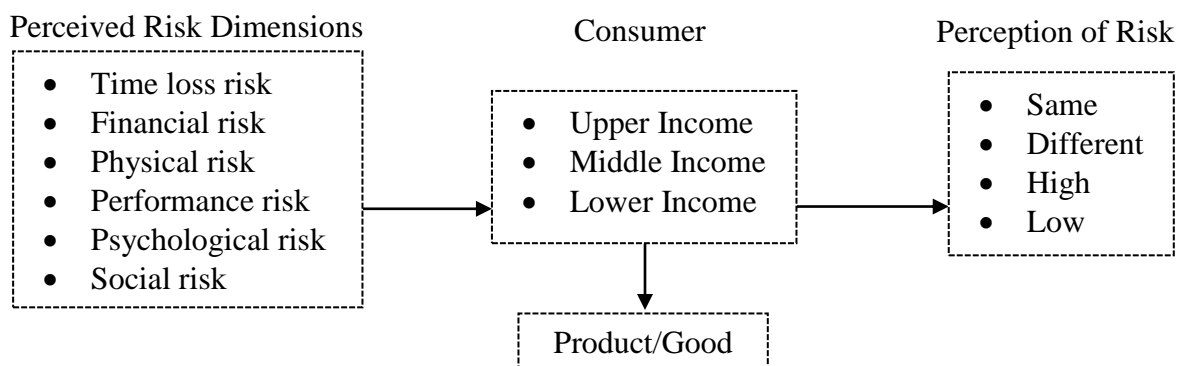 Perceived Risk Dimensions
• Time loss risk
• Financial risk
• Physical risk
• Performance risk
• Psychological risk
• Social risk
Consumer
• Upper Income
• Middle Income
• Lower Income
Product/Good
Perception of Risk
• Same
• Different
• High
• Low